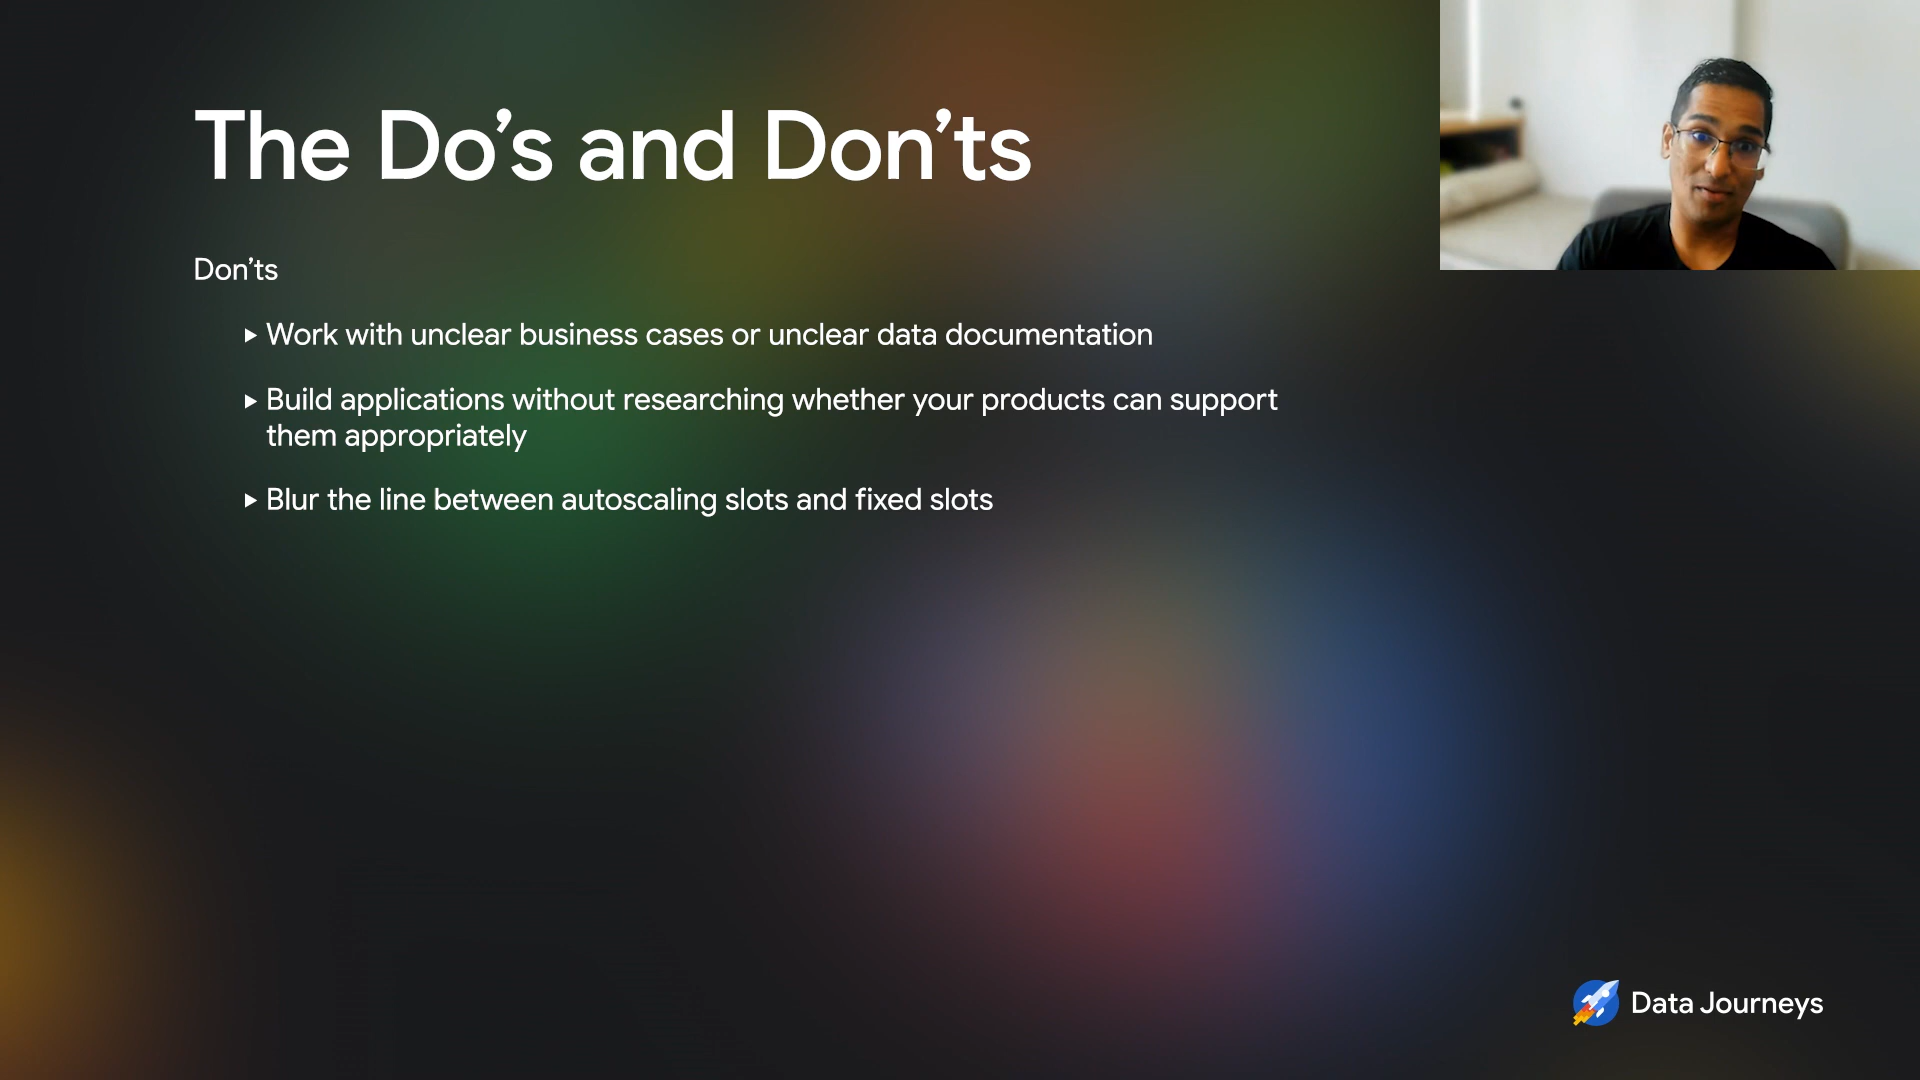 The Do’s and Don’ts
Don’ts
▸ Work with unclear business cases or unclear data documentation
▸ Build applications without researching whether your products can support
them appropriately
▸ Blur the line between autoscaling slots and fixed slots
Data Journeys